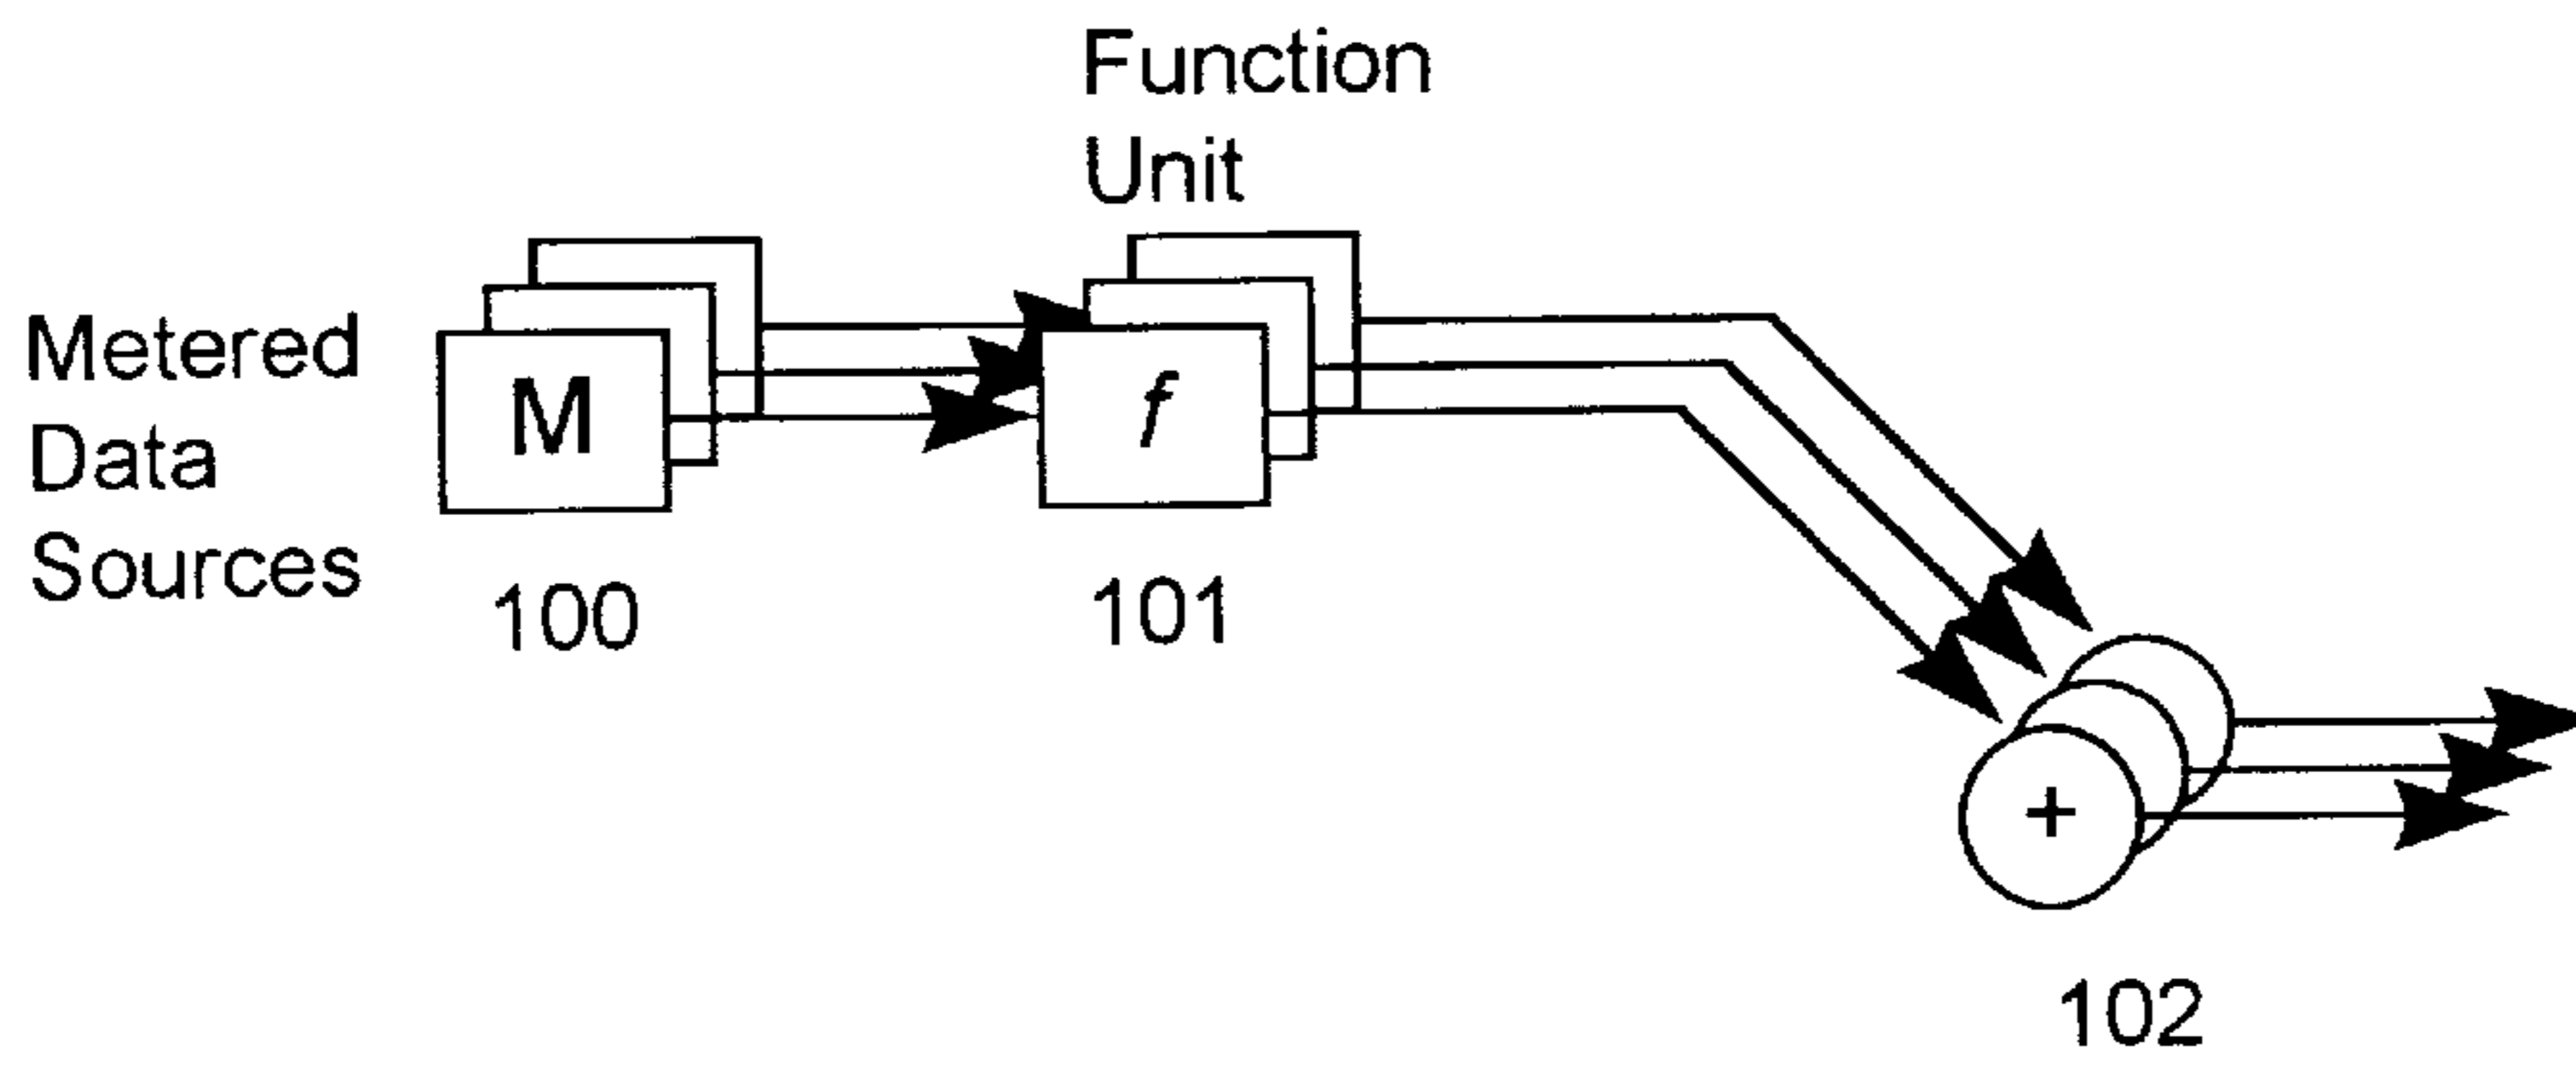 Function
Unit
Metered
Data
Sources
M
f
100
101
+
102